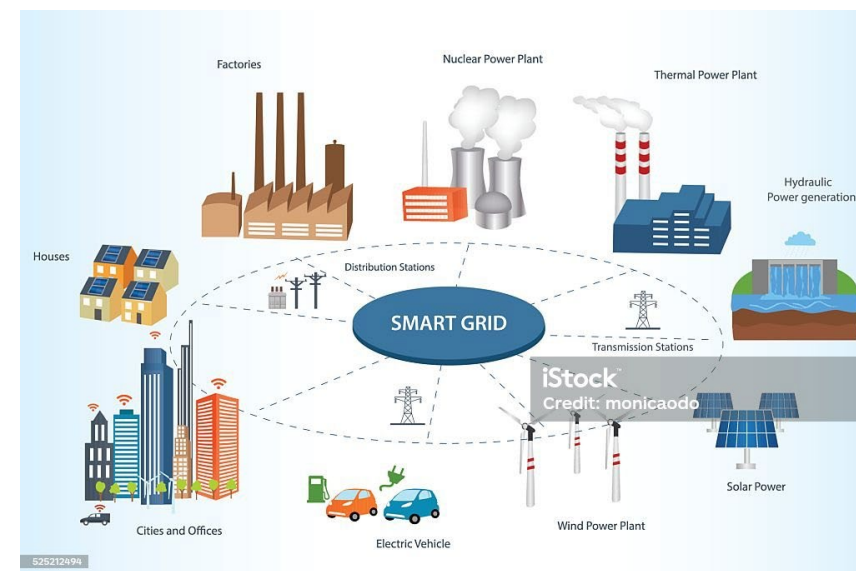 Factories
Nuclear Power Plant
Thermal Power Plant
Hydraulic
Power generation
Houses
Distribution Stations
SMART GRID
Transmission Stations
iStock
Credit: monicaodo
Solar Power
Wind Power Plant
Cities and Offices
Electric Vehicle
525212494